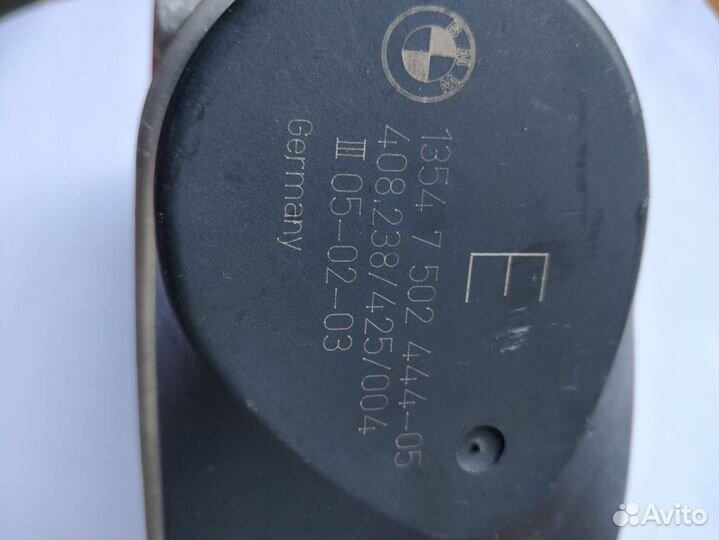 BMW
1354 7 502 444-05
408.238/425/004
III 05-02-03
Germany
E
Avito